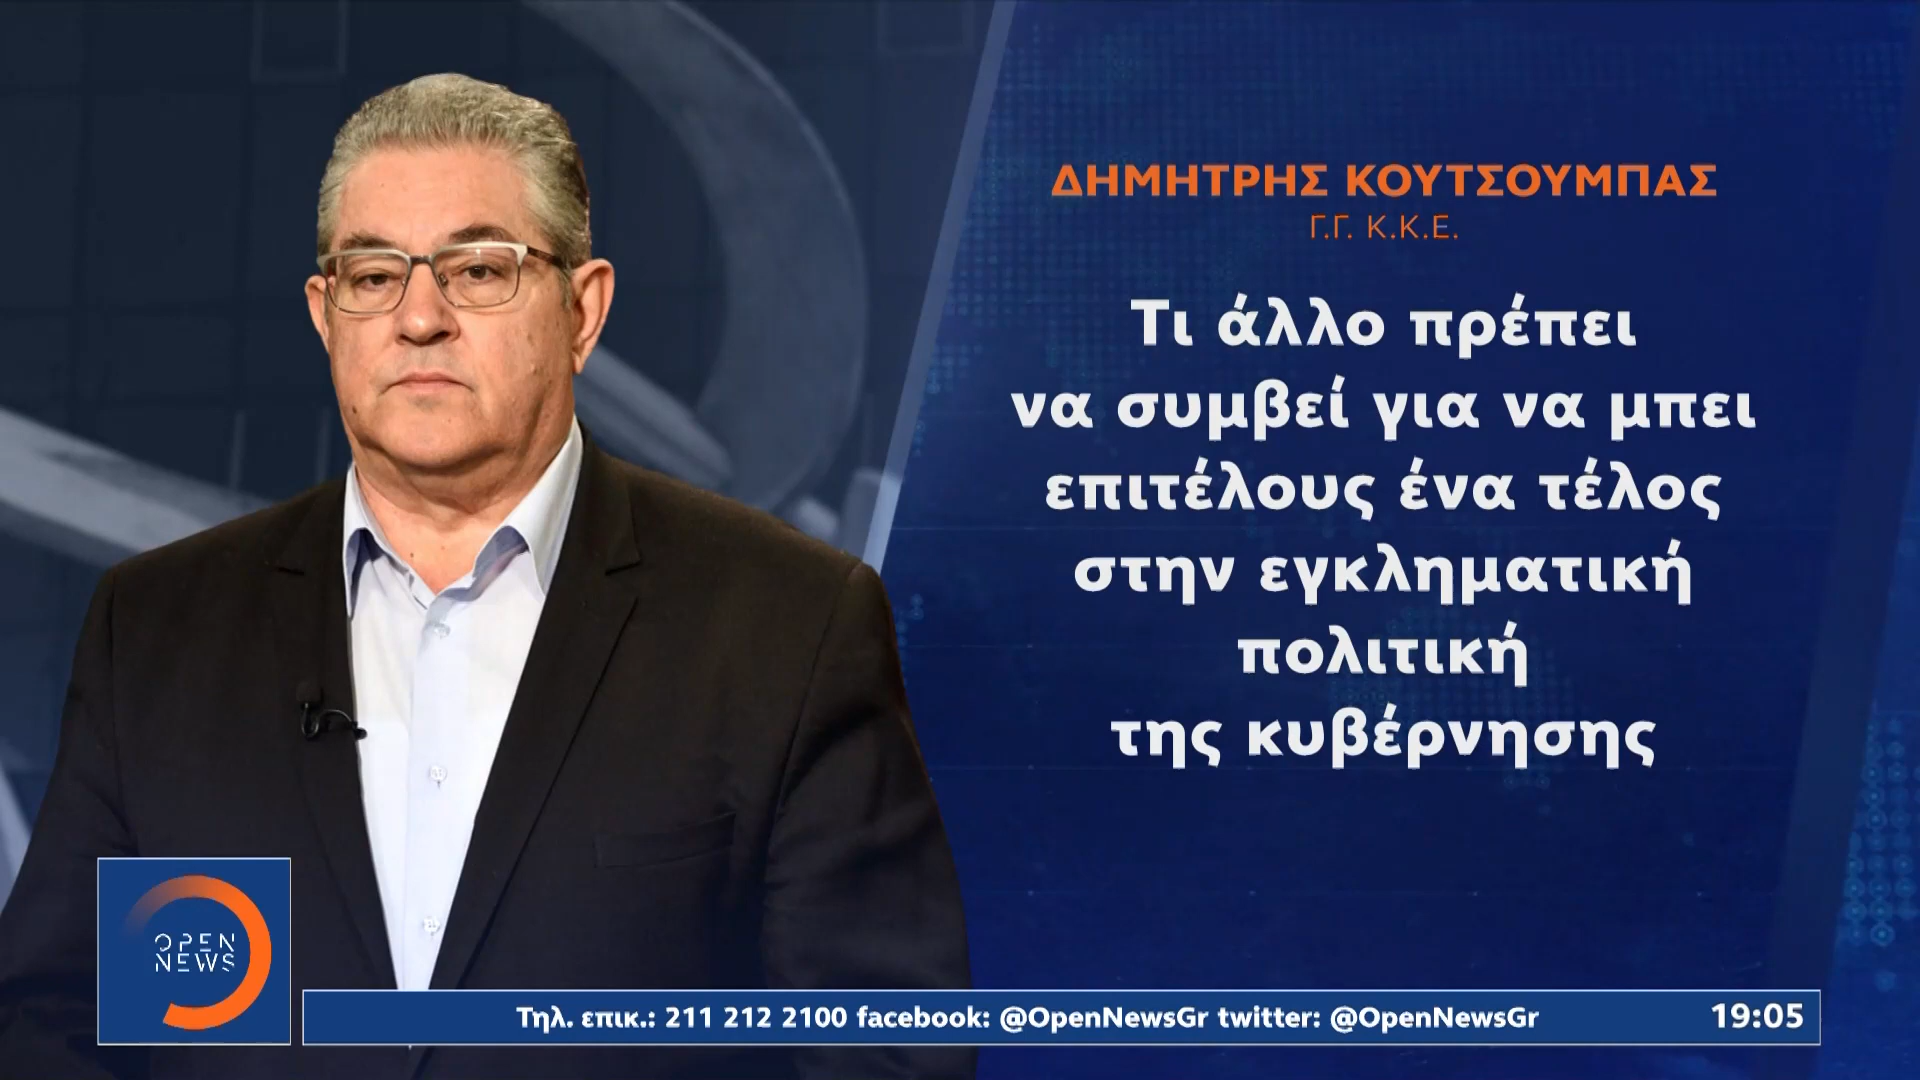 ΔΗΜΗΤΡΗΣ ΚΟΥΤΣΟΥΜΠΑΣ
Γ.Γ. Κ.Κ.Ε.
Τι άλλο πρέπει
να συμβεί για να μπει
επιτέλους ένα τέλος
στην εγκληματική
πολιτική
της κυβέρνησης
OPEN
NEWS
Τηλ. επικ.: 211 212 2100 facebook: @OpenNewsGr twitter: @OpenNewsGr
19:05